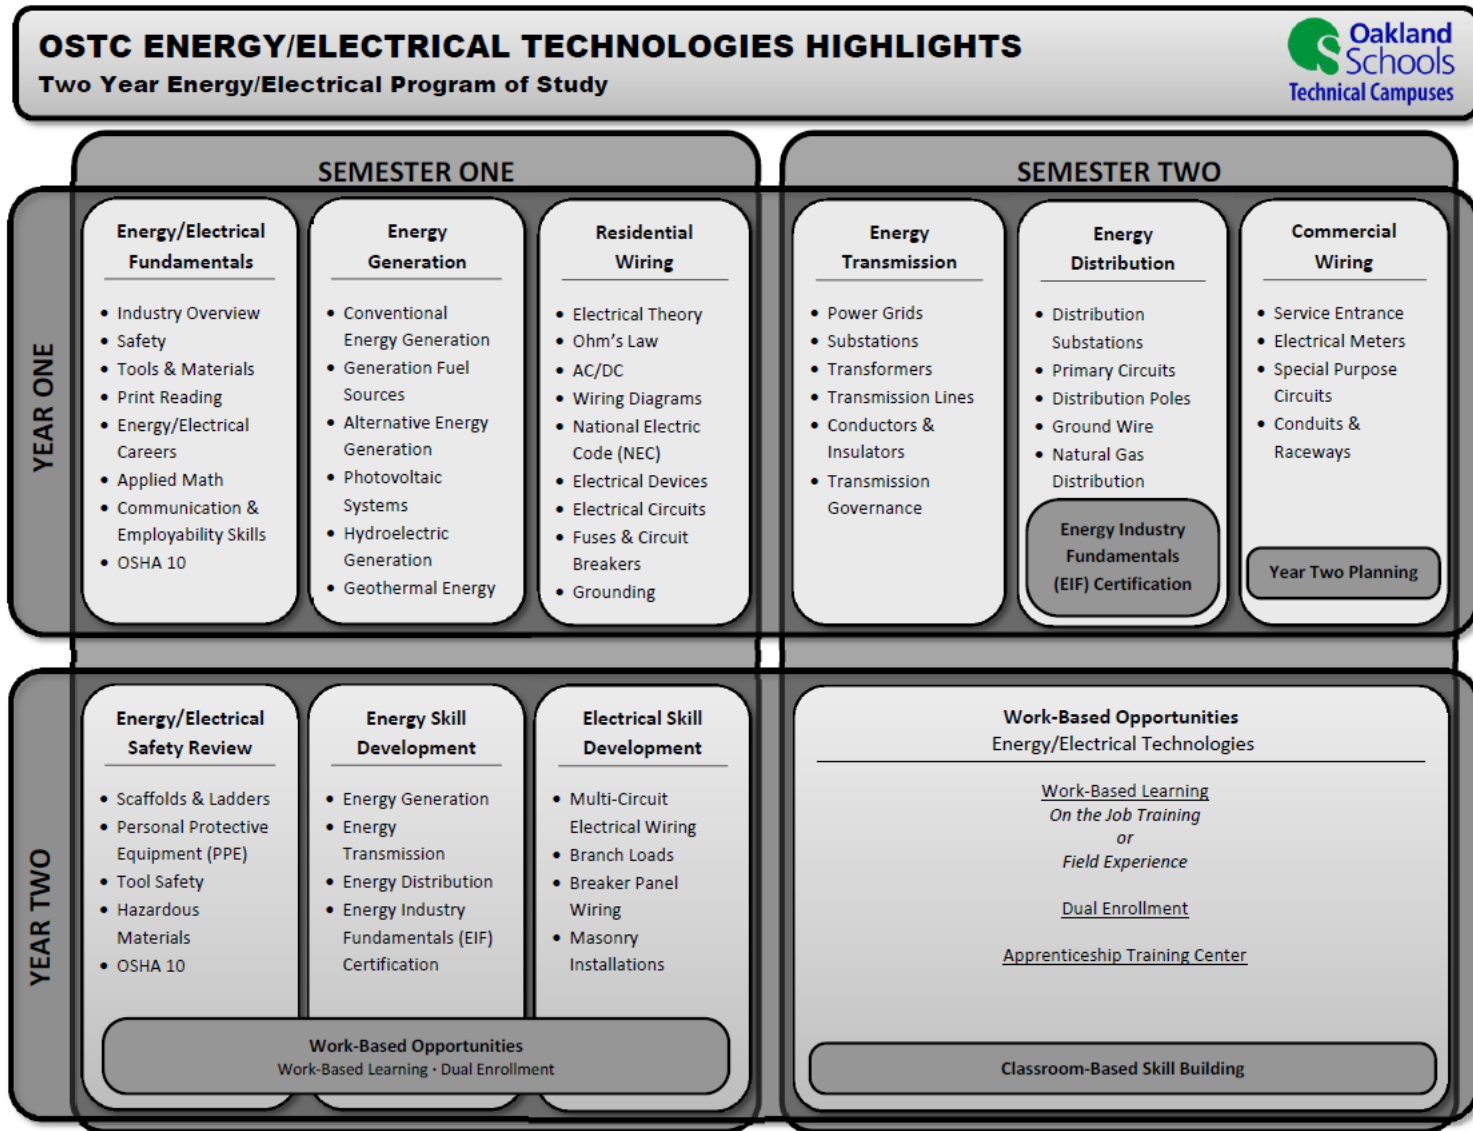 OSTC ENERGY/ELECTRICAL TECHNOLOGIES HIGHLIGHTS
Two Year Energy/Electrical Program of Study
Oakland
Schools
Technical Campuses
SEMESTER ONE
SEMESTER TWO
YEAR ONE
Energy/Electrical
Fundamentals
• Industry Overview
• Safety
• Tools & Materials
• Print Reading
• Energy/Electrical
Careers
• Applied Math
• Communication &
Employability Skills
• OSHA 10
Energy
Generation
• Conventional
Energy Generation
• Generation Fuel
Sources
• Alternative Energy
Generation
• Photovoltaic
Systems
• Hydroelectric
Generation
• Geothermal Energy
Residential
Wiring
• Electrical Theory
• Ohm's Law
• AC/DC
• Wiring Diagrams
• National Electric
Code (NEC)
• Electrical Devices
• Electrical Circuits
• Fuses & Circuit
Breakers
• Grounding
Energy
Transmission
• Power Grids
• Substations
• Transformers
• Transmission Lines
• Conductors &
Insulators
• Transmission
Governance
Energy
Distribution
• Distribution
Substations
• Primary Circuits
• Distribution Poles
• Ground Wire
• Natural Gas
Distribution
Energy Industry
Fundamentals
(EIF) Certification
Commercial
Wiring
• Service Entrance
• Electrical Meters
• Special Purpose
Circuits
• Conduits &
Raceways
Year Two Planning
YEAR TWO
Energy/Electrical
Safety Review
• Scaffolds & Ladders
• Personal Protective
Equipment (PPE)
• Tool Safety
• Hazardous
Materials
• OSHA 10
Energy Skill
Development
• Energy Generation
• Energy
Transmission
• Energy Distribution
• Energy Industry
Fundamentals (EIF)
Certification
Electrical Skill
Development
• Multi-Circuit
Electrical Wiring
• Branch Loads
• Breaker Panel
Wiring
• Masonry
Installations
Work-Based Opportunities
Work-Based Learning · Dual Enrollment
Work-Based Opportunities
Energy/Electrical Technologies
Work-Based Learning
On the Job Training
or
Field Experience
Dual Enrollment
Apprenticeship Training Center
Classroom-Based Skill Building